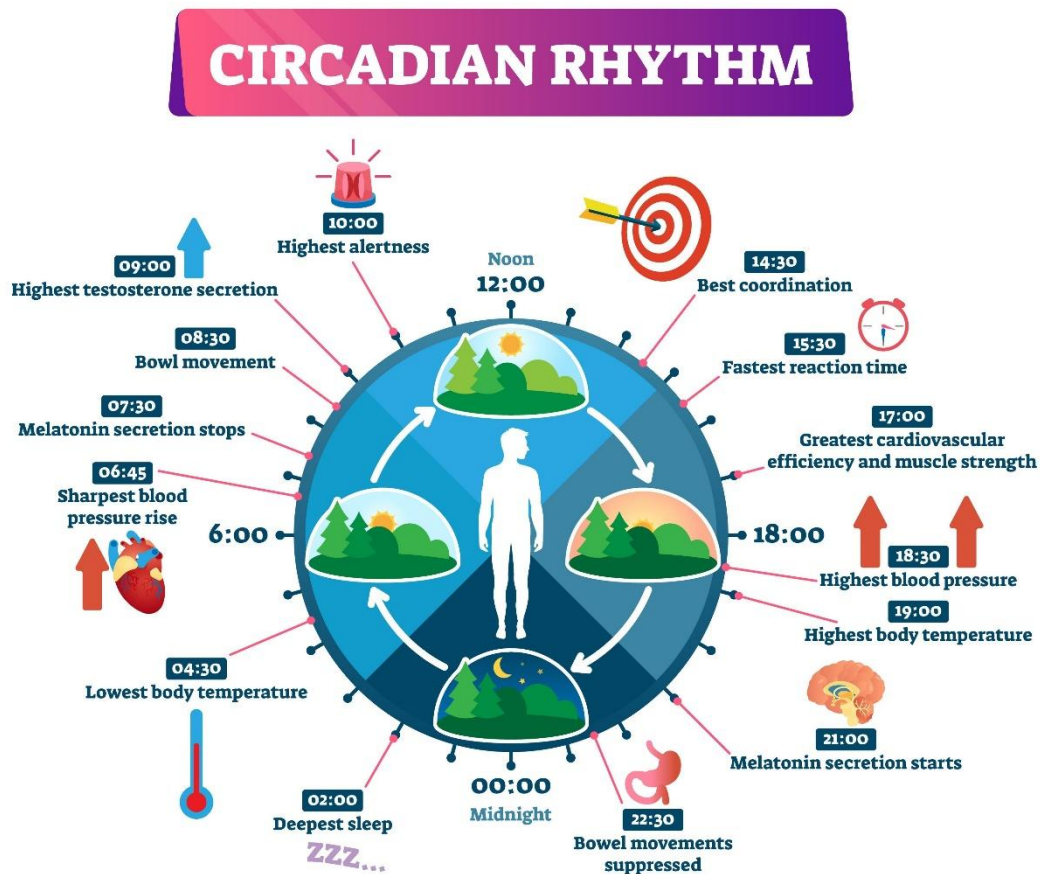 CIRCADIAN RHYTHM
10:00
Highest alertness
09:00
Highest testosterone secretion
08:30
Bowl movement
07:30
Melatonin secretion stops
06:45
Sharpest blood
pressure rise
6:00
04:30
Lowest body temperature
02:00
Deepest sleep
ZZZ...
Noon
12:00
14:30
Best coordination
15:30
Fastest reaction time
17:00
Greatest cardiovascular
efficiency and muscle strength
18:00
18:30
Highest blood pressure
19:00
Highest body temperature
21:00
Melatonin secretion starts
22:30
Bowel movements
suppressed
00:00
Midnight